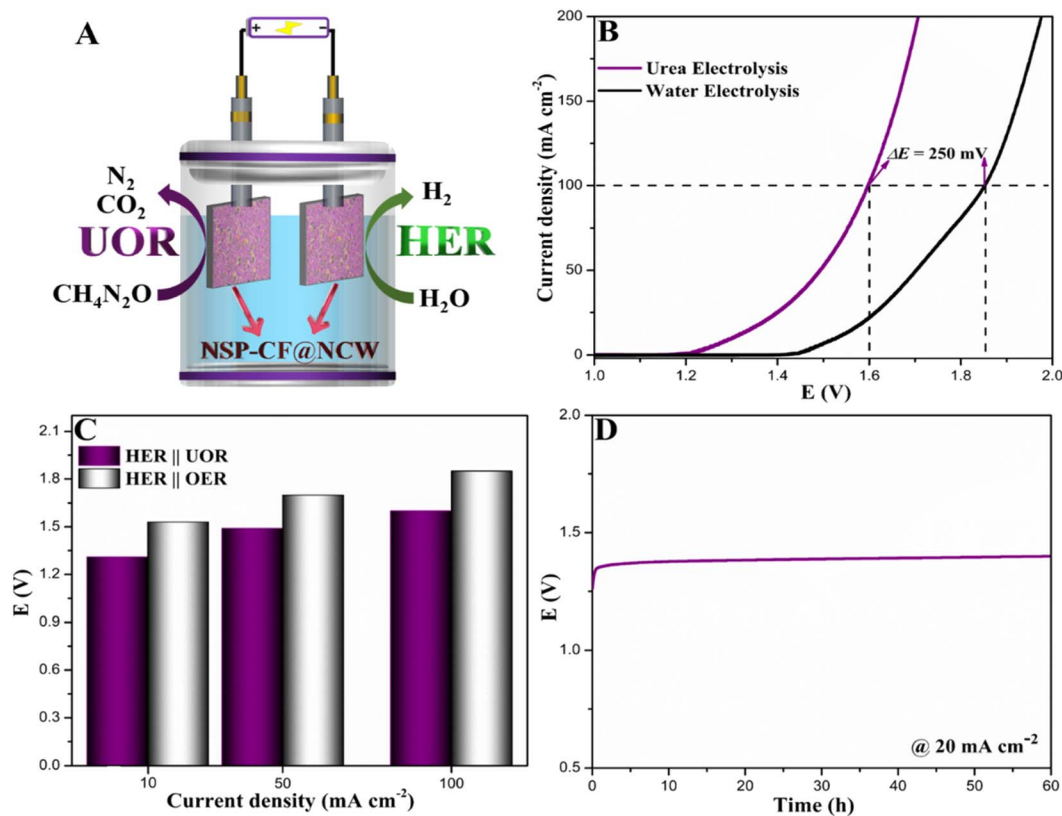 A
+ −
N₂
CO₂
UOR
CH₄N₂O
H₂
HER
H₂O
NSP-CF@NCW
B
Urea Electrolysis
Water Electrolysis
ΔE = 250 mV
Current density (mA cm⁻²)
200
150
100
50
0
1.0 1.2 1.4 1.6 1.8 2.0
E (V)
C
HER || UOR
HER || OER
E (V)
2.1
1.8
1.5
1.2
0.9
0.6
0.3
0.0
10 50 100
Current density (mA cm⁻²)
D
E (V)
2.0
1.5
1.0
0.5
@ 20 mA cm⁻²
0 10 20 30 40 50 60
Time (h)